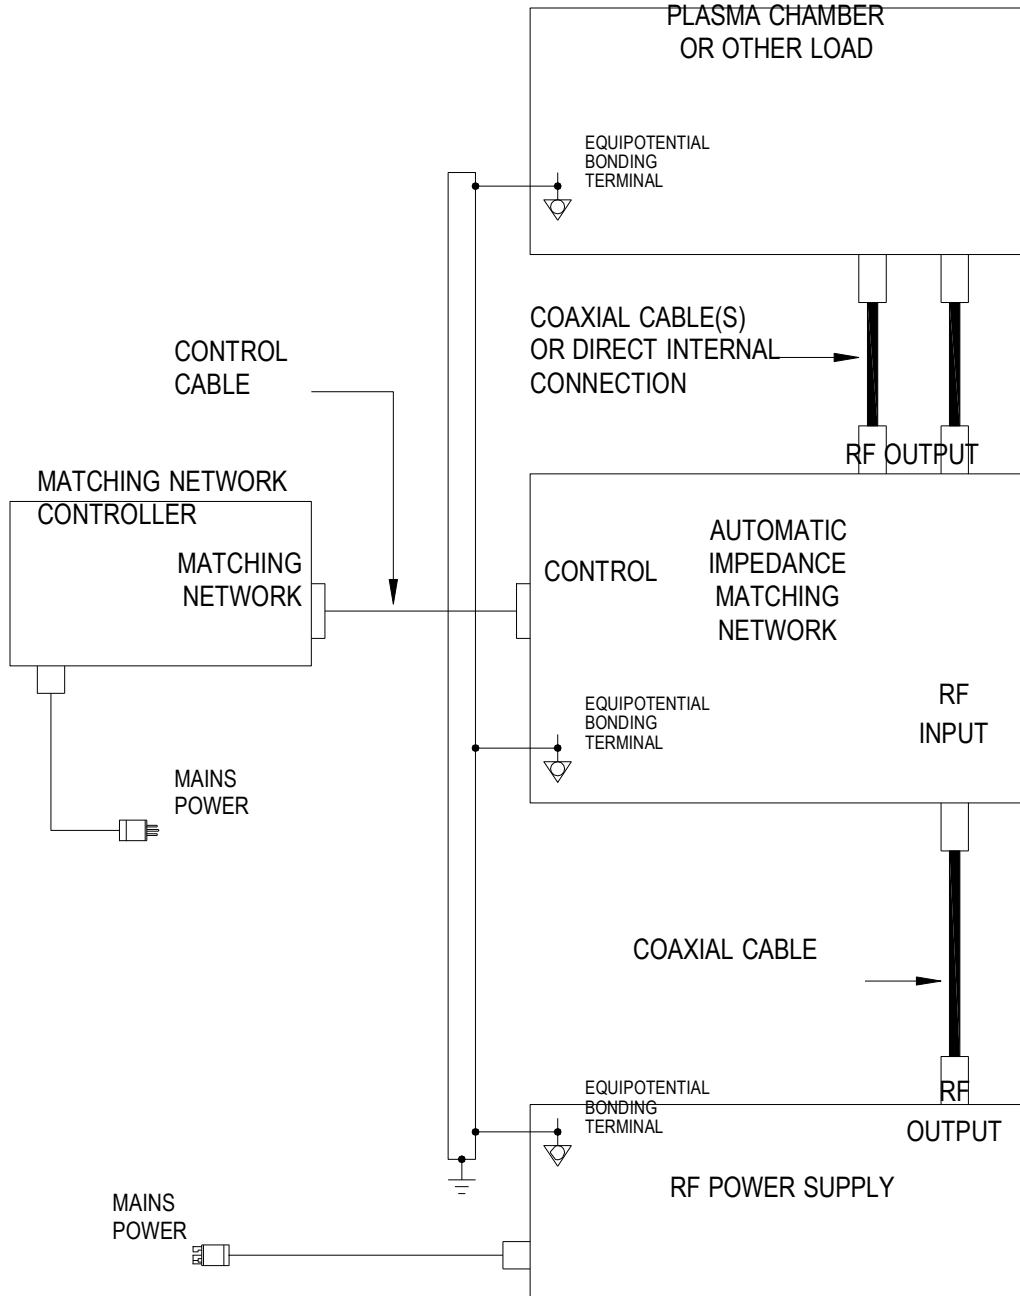 PLASMA CHAMBER
OR OTHER LOAD
EQUIPOTENTIAL
BONDING
TERMINAL
COAXIAL CABLE(S)
OR DIRECT INTERNAL
CONNECTION
CONTROL
CABLE
RF OUTPUT
MATCHING NETWORK
CONTROLLER
MATCHING
NETWORK
CONTROL
AUTOMATIC
IMPEDANCE
MATCHING
NETWORK
EQUIPOTENTIAL
BONDING
TERMINAL
RF
INPUT
MAINS
POWER
COAXIAL CABLE
EQUIPOTENTIAL
BONDING
TERMINAL
RF
OUTPUT
RF POWER SUPPLY
MAINS
POWER